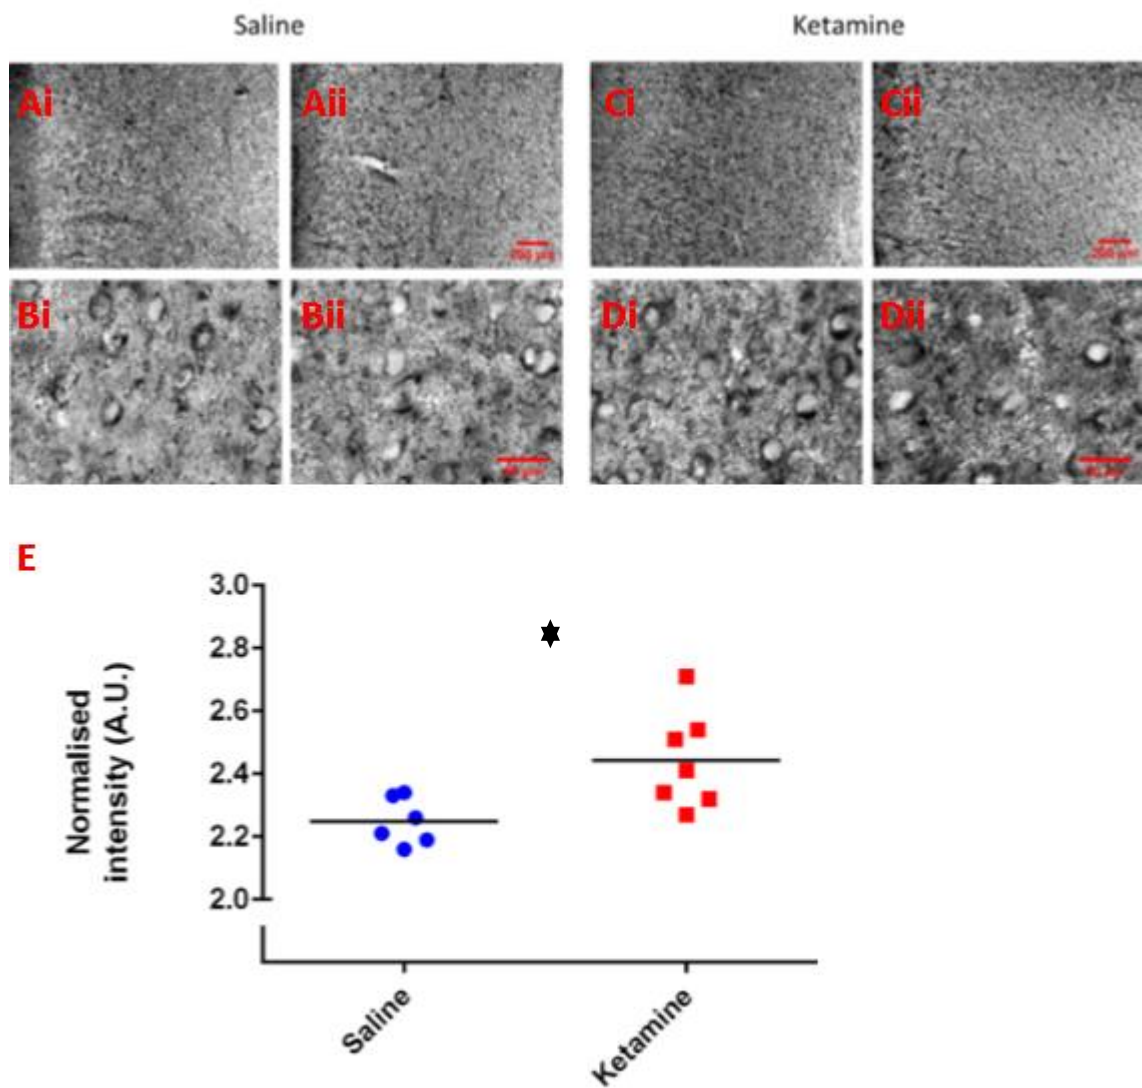 Saline Ketamine
Ai Aii Ci Cii
Bi Bii Di Dii
E
3.0
2.8
2.6
2.4
2.2
2.0
Normalised
intensity (A.U.)
Saline
Ketamine